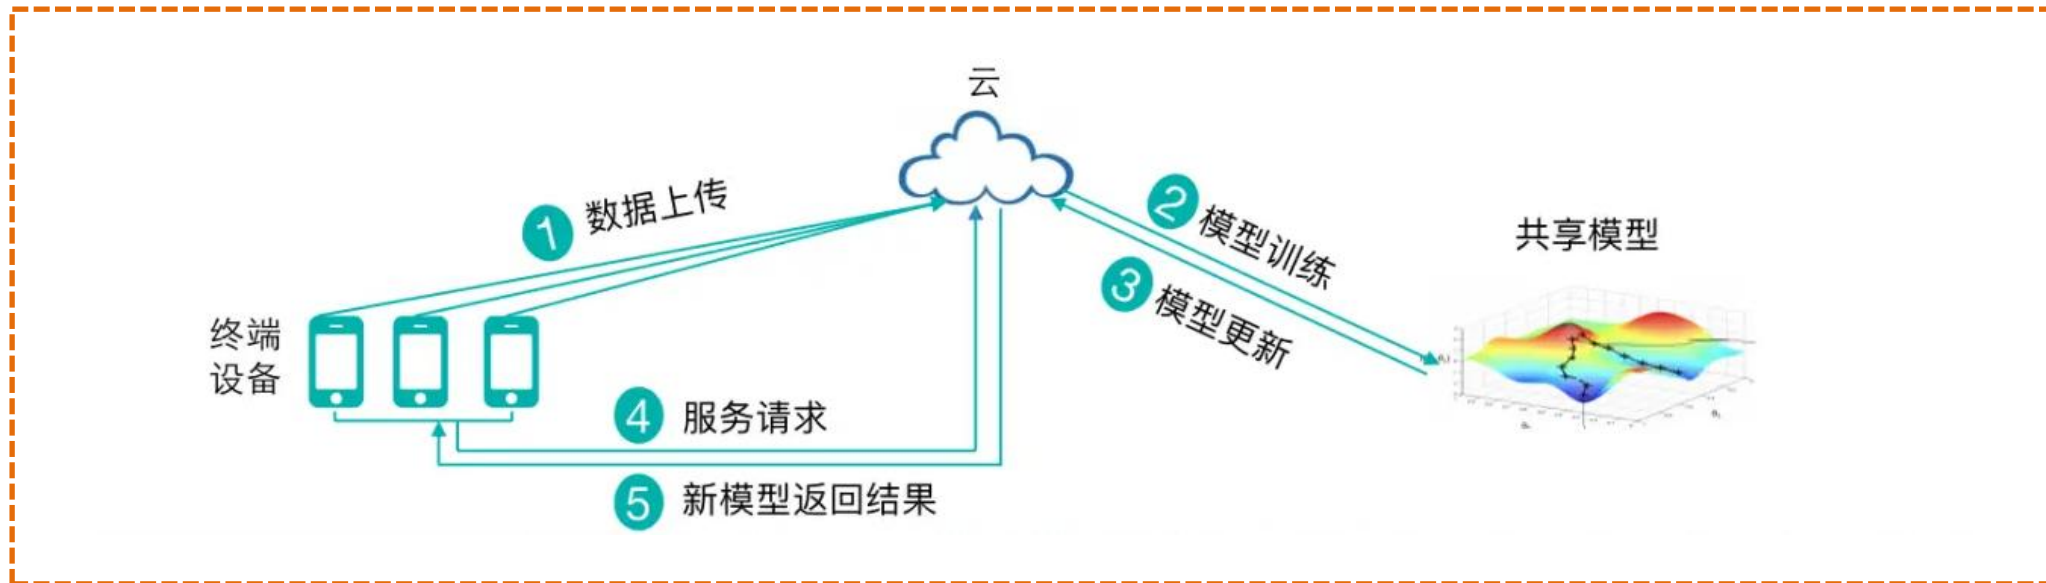 云
1 数据上传
2 模型训练
3 模型更新
共享模型
终端
设备
4 服务请求
5 新模型返回结果